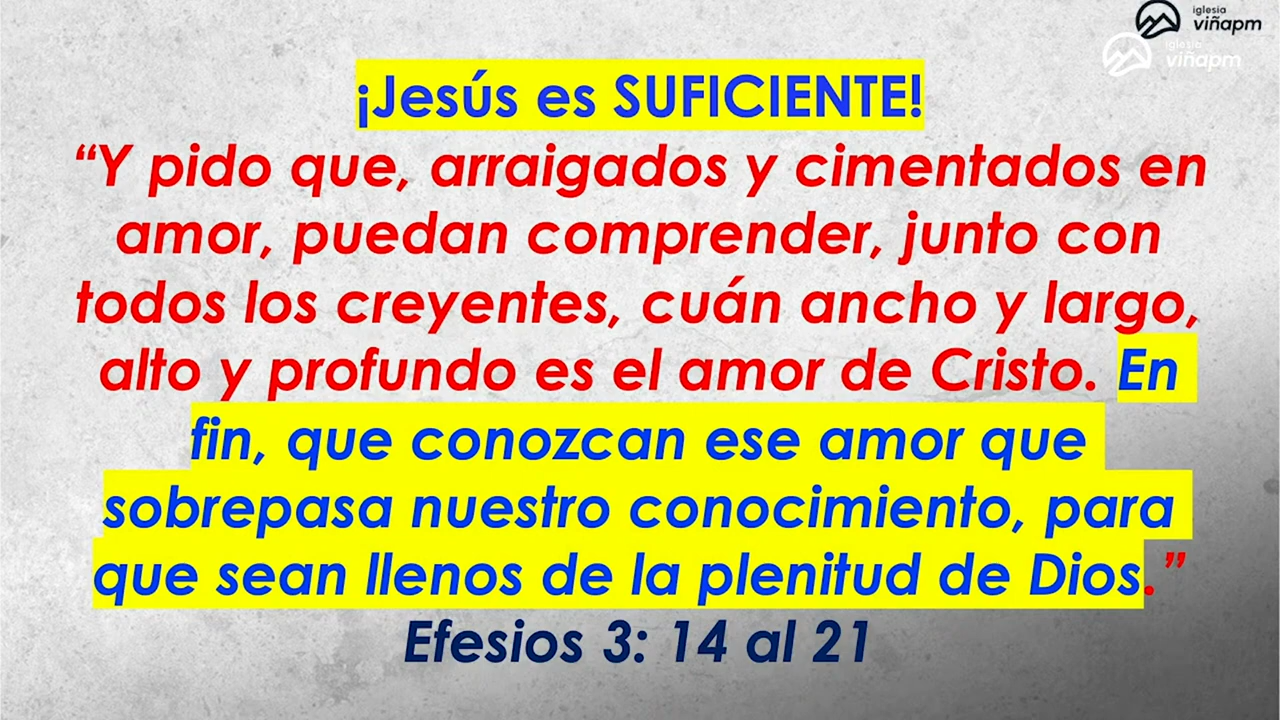 iglesia
viñapm
iglesia
viñapm
¡Jesús es SUFICIENTE!
“Y pido que, arraigados y cimentados en
amor, puedan comprender, junto con
todos los creyentes, cuán ancho y largo,
alto y profundo es el amor de Cristo. En
fin, que conozcan ese amor que
sobrepasa nuestro conocimiento, para
que sean llenos de la plenitud de Dios.”
Efesios 3: 14 al 21